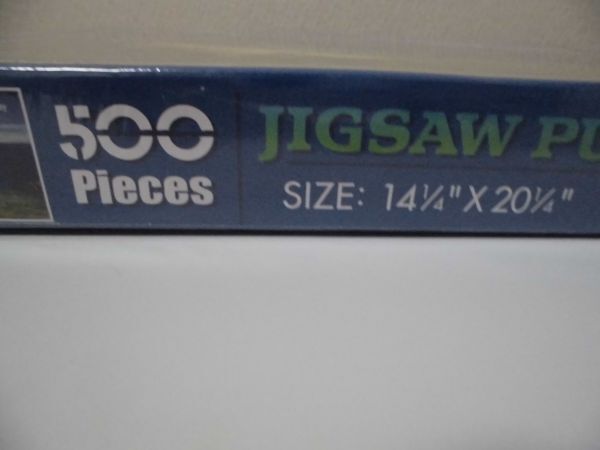 500
Pieces
JIGSAW PU
SIZE: 14¼" X 20¼"